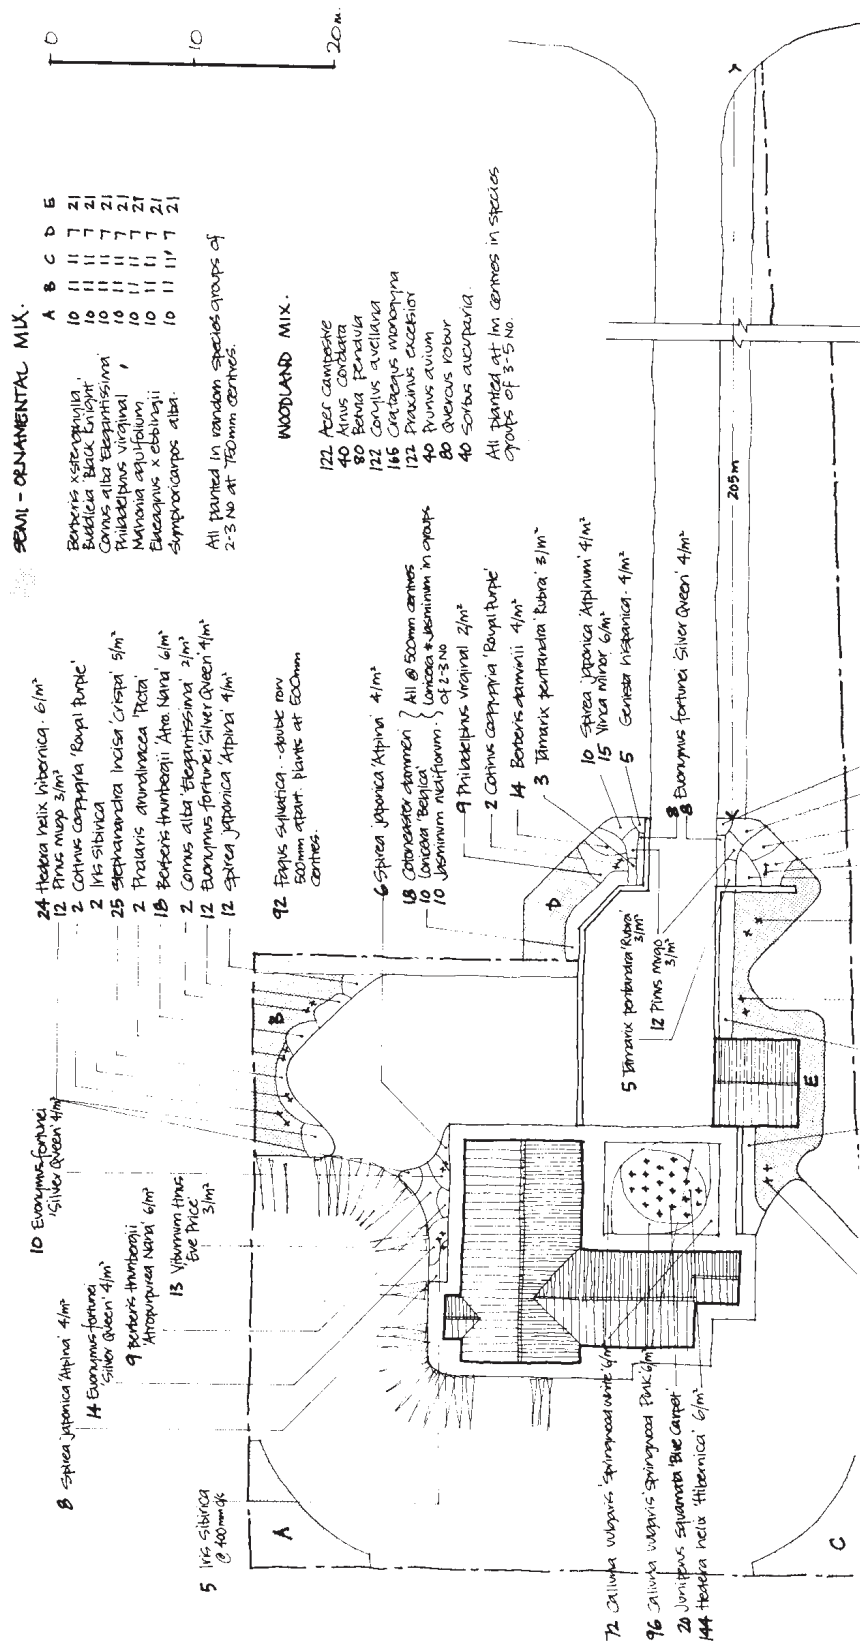 SEMI-ORNAMENTAL MIX.
A B C D E
Berberis x stenophylla 10 11 11 7 21
Buddleia 'Black Knight' 10 11 11 7 21
Cornus alba 'Elegantissima' 10 11 11 7 21
Philadelphus virginal 10 11 11 7 21
Mahonia aquifolium 10 11 11 7 21
Elaeagnus x ebbingii 10 11 11 7 21
Symphoricarpos alba. 10 11 11 7 21
All planted in random species groups of
2-3 No at 750mm centres.
WOODLAND MIX.
122 Acer campestre
40 Alnus cordata
80 Betula pendula
122 Corylus avellana
166 Crataegus monogyna
122 Fraxinus excelsior
40 Prunus avium
80 Quercus robur
40 Sorbus aucuparia.
All planted at 1m centres in species
groups of 3-5 No.
0
10
20m.
24 Hedera helix hibernica. 6/m²
12 Pinus mugo 3/m²
2 Cotinus coggygria 'Royal Purple'
2 Iris sibirica
25 Stephanandra incisa 'Crispa' 5/m²
2 Phalaris arundinacea 'Picta'
18 Berberis thunbergii 'Atro. Nana' 6/m²
2 Cornus alba 'Elegantissima' 2/m²
12 Euonymus fortunei 'Silver Queen' 4/m²
12 Spirea japonica 'Alpina' 4/m²
92 Fagus sylvatica. - double row
500mm apart. plants at 500mm
centres.
6 Spirea japonica 'Alpina' 4/m²
18 Cotoneaster dammeri
10 Lonicera 'Belgica'
10 Jasminum nudiflorum.
All @ 500mm centres
Lonicera + Jasminum in groups
of 2-3 No
9 Philadelphus Virginal 2/m²
2 Cotinus coggygria 'Royal Purple'
14 Berberis darwinii 4/m²
3 Tamarix pentandra 'Rubra' 3/m²
10 Spirea japonica 'Alpinum' 4/m²
15 Vinca minor 6/m²
5 Genista hispanica. 4/m²
8
8 Euonymus fortunei 'Silver Queen' 4/m²
10 Euonymus fortunei
'Silver Queen' 4/m²
8 Spirea japonica 'Alpina' 4/m²
14 Euonymus fortunei
'Silver Queen' 4/m²
9 Berberis thunbergii
'Atropurpurea Nana' 6/m²
13 Viburnum tinus
'Eve Price'
3/m²
5 Iris sibirica
@ 400mm c/s
5 Tamarix pentandra 'Rubra'
3/m²
12 Pinus mugo
3/m²
72 Calluna vulgaris 'Springwood White' 6/m²
96 Calluna vulgaris 'Springwood Pink' 6/m²
20 Juniperus squamata 'Blue Carpet'
144 Hedera helix 'Hibernica' 6/m²
205m
A
B
C
D
E